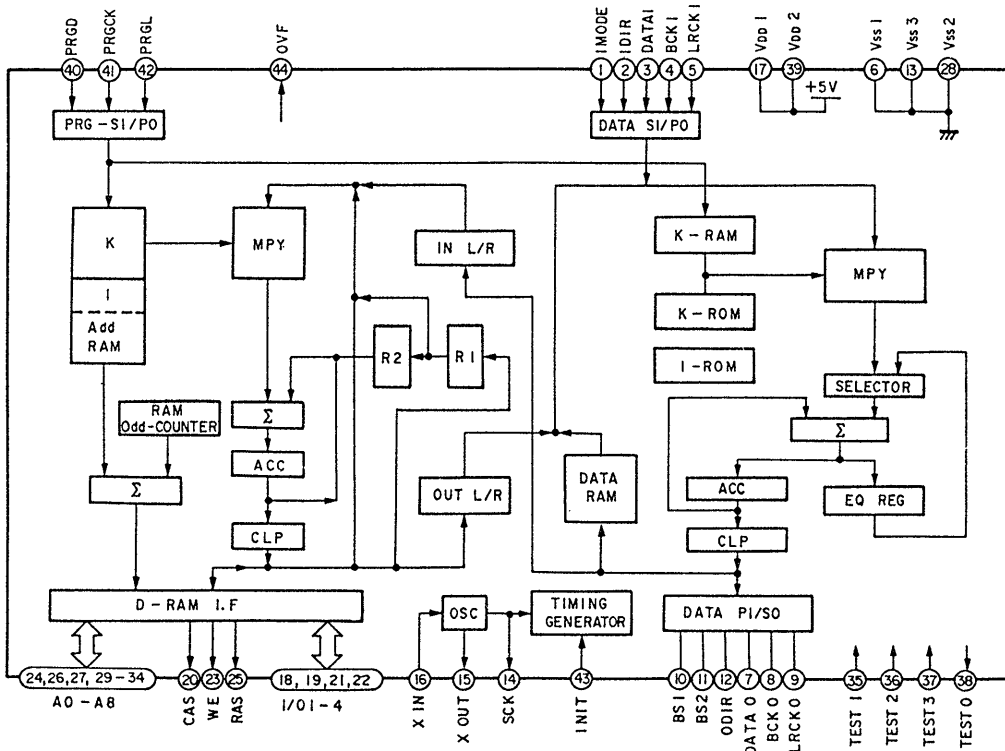 PRGD
PRGCK
PRGL
OVF
IMODE
IDIR
DATAI
BCKI
LRCKI
VDD 1
VDD 2
Vss 1
Vss 3
Vss 2
40
41
42
44
1
2
3
4
5
17
39
6
13
28
+5V
PRG-SI/PO
DATA SI/PO
K
MPY
IN L/R
K-RAM
MPY
I
Add
RAM
K-ROM
R2
R1
I-ROM
SELECTOR
RAM
Odd-COUNTER
Σ
Σ
ACC
Σ
OUT L/R
DATA
RAM
ACC
EQ REG
CLP
CLP
D-RAM I.F
OSC
TIMING
GENERATOR
DATA PI/SO
24,26,27, 29-34
20
23
25
18, 19,21,22
16
15
14
43
10
11
12
7
8
9
35
36
37
38
A0-A8
CAS
WE
RAS
I/O1-4
X IN
X OUT
SCK
INIT
BS1
BS2
ODIR
DATA O
BCKO
LRCKO
TEST 1
TEST 2
TEST 3
TEST O